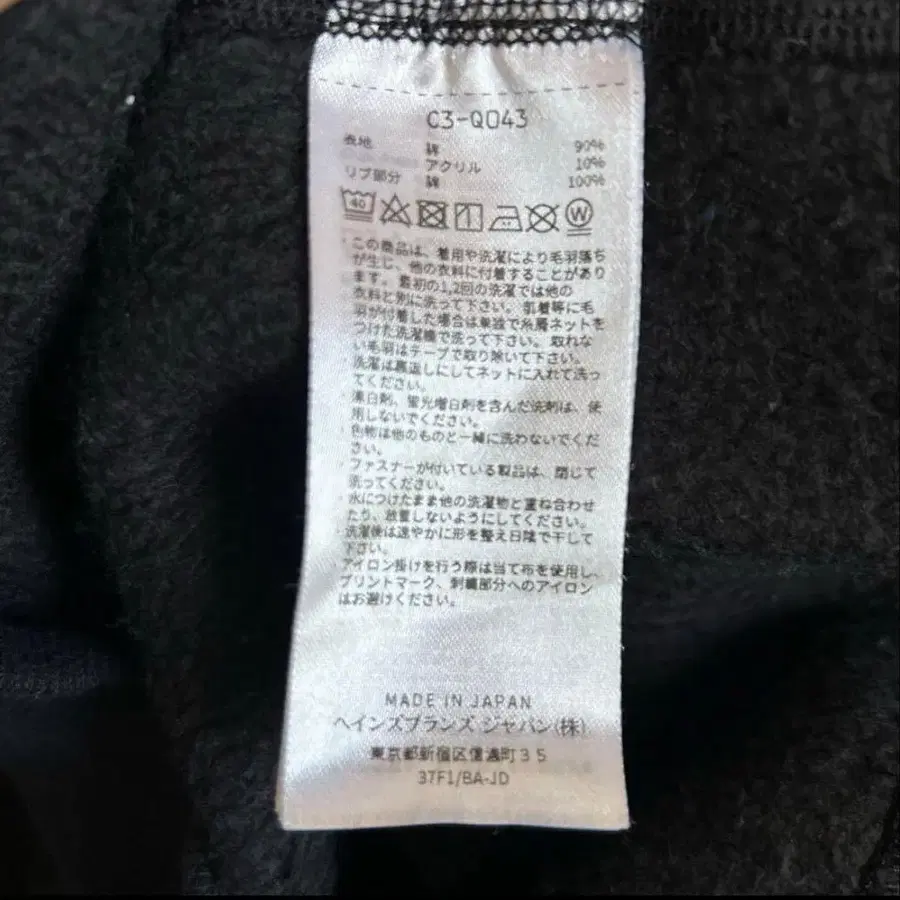 C3-Q043
表地 綿 90%
アクリル 10%
リブ部分 綿 100%
40
W
・この商品は、着用や洗濯により毛羽落ち
が生じ、他の衣料に付着することがあり
ます。最初の1,2回の洗濯では他の
衣料と別に洗って下さい。肌着等に毛
羽が付着した場合は単独で糸屑ネットを
つけた洗濯機で洗って下さい。取れな
い毛羽はテープで取り除いて下さい。
・洗濯は裏返しにしてネットに入れて洗っ
てください。
・漂白剤、蛍光増白剤を含んだ洗剤は、使
用しないでください。
・色物は他のものと一緒に洗わないでくだ
さい。
・ファスナーが付いている製品は、閉じて
洗ってください。
・水につけたまま他の洗濯物と重ね合わせ
たり、放置しないようにしてください。
・洗濯後は速やかに形を整え日陰で干して
下さい。
・アイロン掛けを行う際は当て布を使用し、
プリントマーク、刺繍部分へのアイロン
はお避けください。
MADE IN JAPAN
ヘインズブランズ ジャパン(株)
東京都新宿区信濃町35
37F1/BA-JD